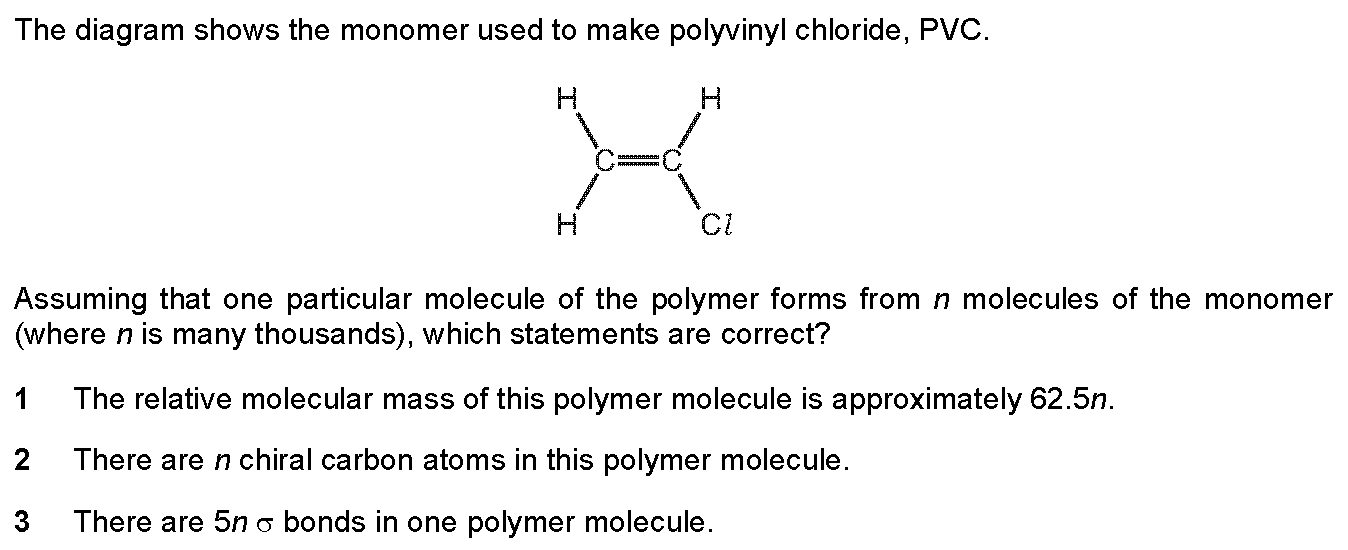 The diagram shows the monomer used to make polyvinyl chloride, PVC.
H H
C C
H Cl
Assuming that one particular molecule of the polymer forms from n molecules of the monomer
(where n is many thousands), which statements are correct?
1 The relative molecular mass of this polymer molecule is approximately 62.5n.
2 There are n chiral carbon atoms in this polymer molecule.
3 There are 5n σ bonds in one polymer molecule.